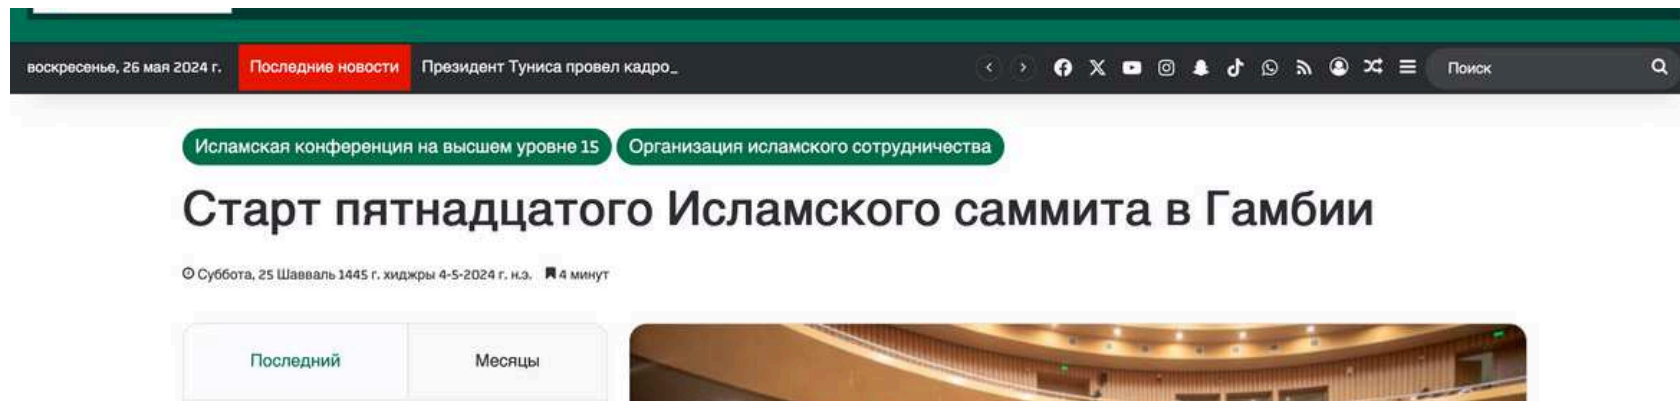 воскресенье, 26 мая 2024 г. Последние новости Президент Туниса провел кадро_ Поиск
Исламская конференция на высшем уровне 15 Организация исламского сотрудничества
Старт пятнадцатого Исламского саммита в Гамбии
Суббота, 25 Шавваль 1445 г. хиджры 4-5-2024 г. н.э. 4 минут
Последний Месяцы